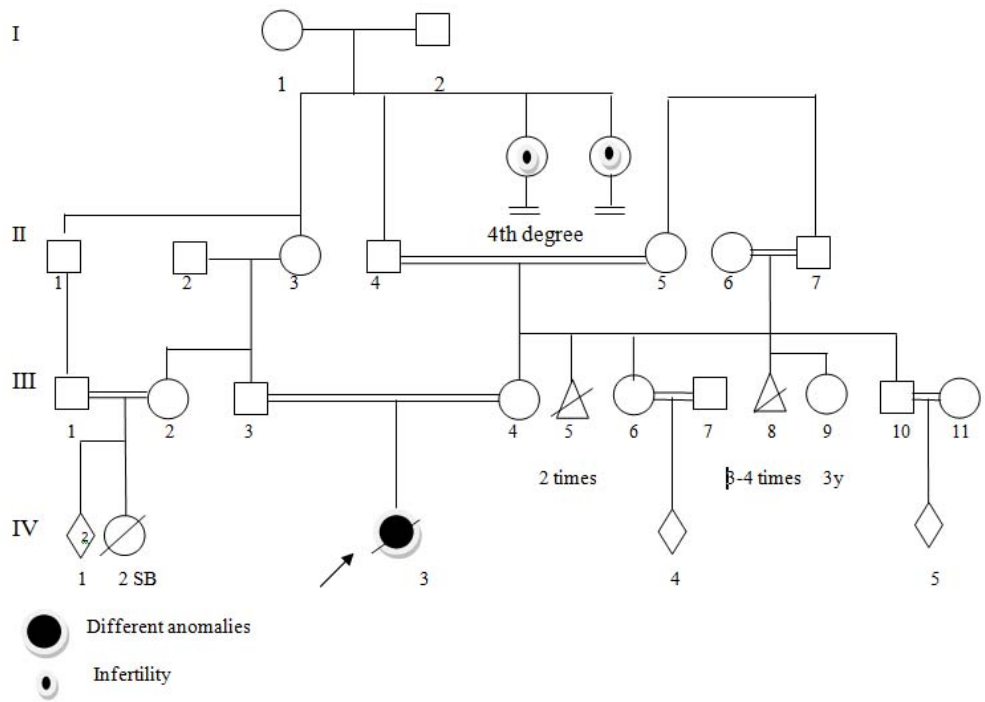 I
1 2
4th degree
II
1 2 3 4 5 6 7
III
1 2 3 4 5 6 7 8 9 10 11
2 times 3-4 times 3y
IV
2
1 2 SB 3 4 5
Different anomalies
Infertility